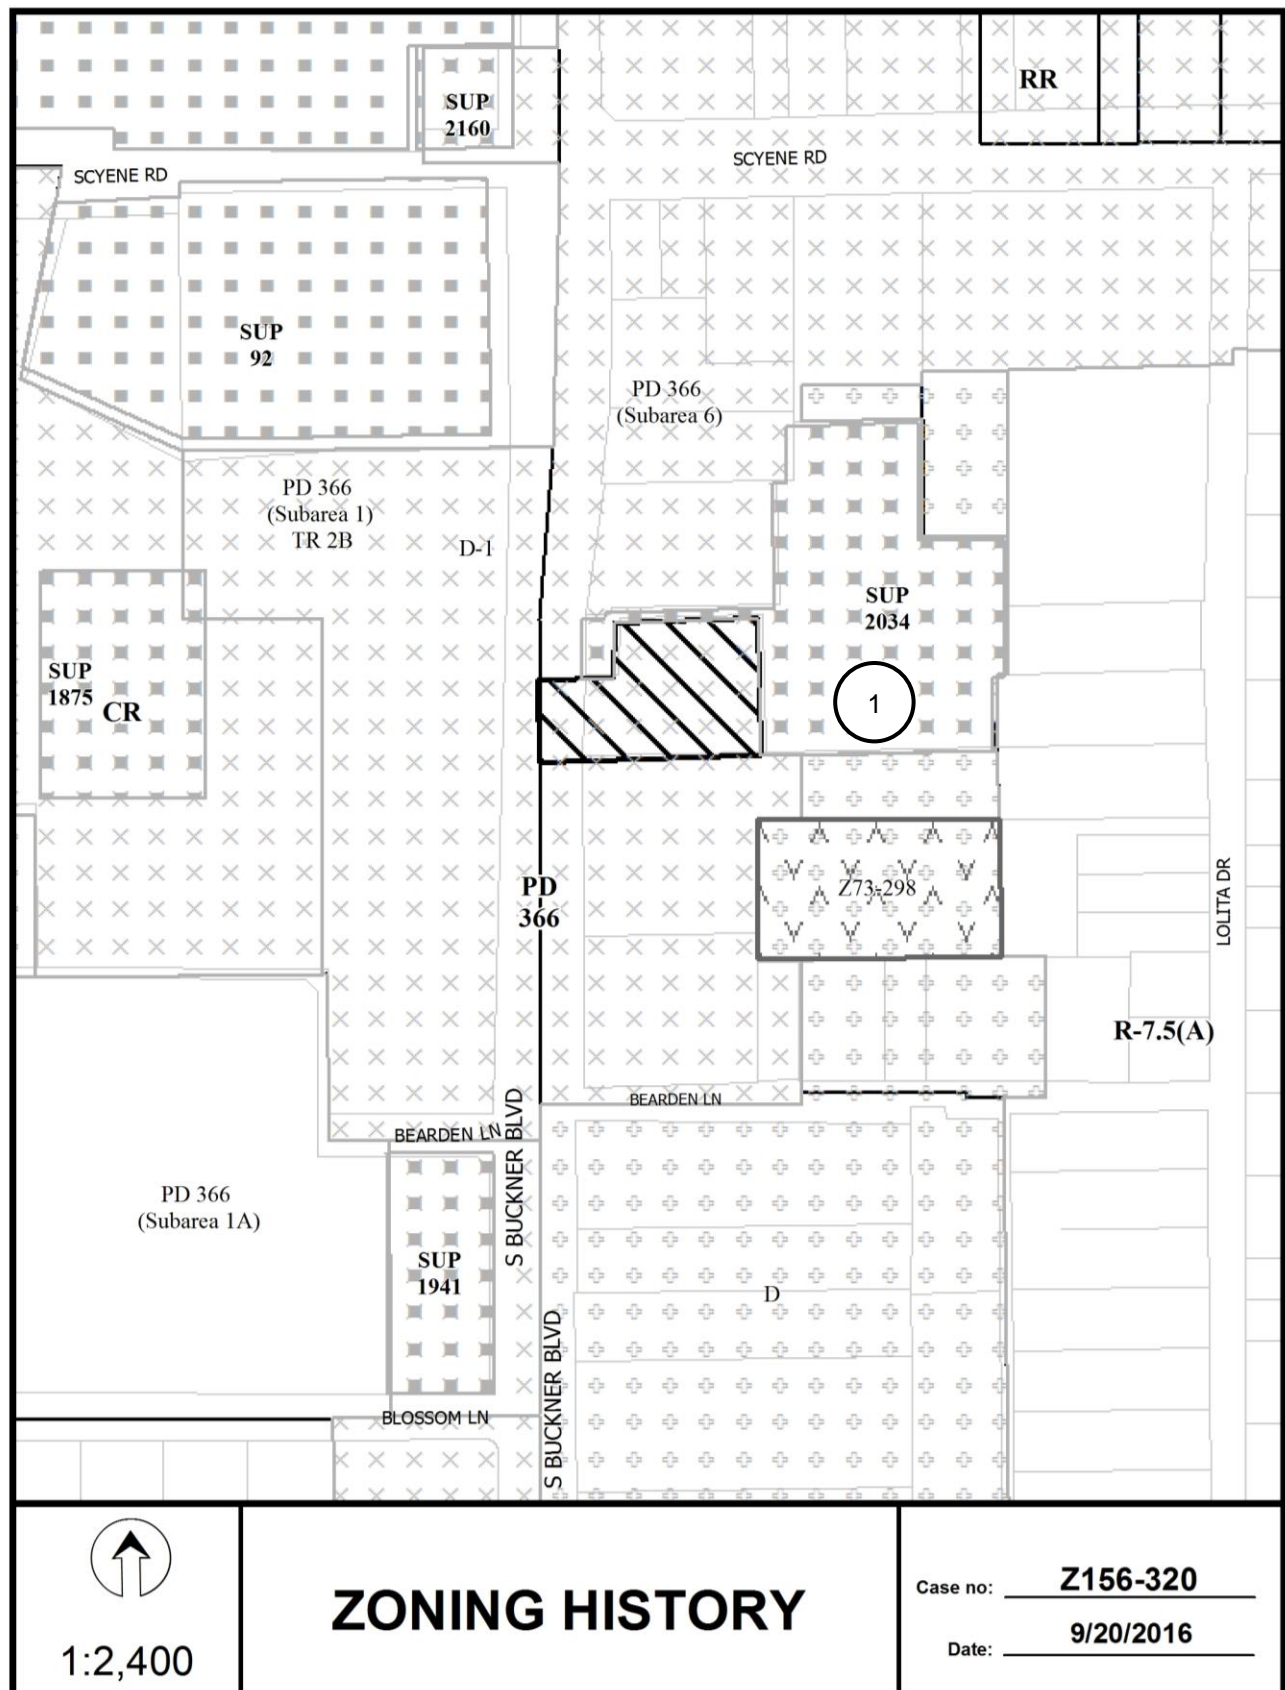 RR
SUP
2160
SCYENE RD
SCYENE RD
SUP
92
PD 366
(Subarea 6)
PD 366
(Subarea 1)
TR 2B
D-1
SUP
2034
SUP
1875
CR
1
PD
366
Z73-298
LOLITA DR
R-7.5(A)
BEARDEN LN
BEARDEN LN
S BUCKNER BLVD
PD 366
(Subarea 1A)
SUP
1941
D
S BUCKNER BLVD
BLOSSOM LN
1:2,400
ZONING HISTORY
Case no: Z156-320
Date: 9/20/2016